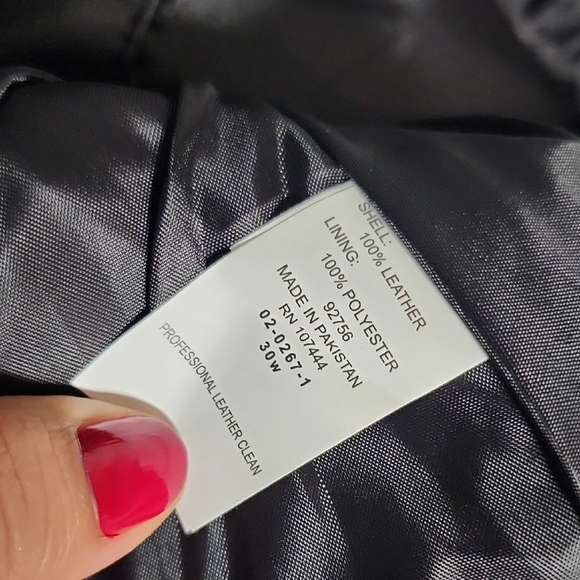 SHELL:
100% LEATHER
LINING:
100% POLYESTER
92756
MADE IN PAKISTAN
RN 107444
02-0267-1
30W
PROFESSIONAL LEATHER CLEAN